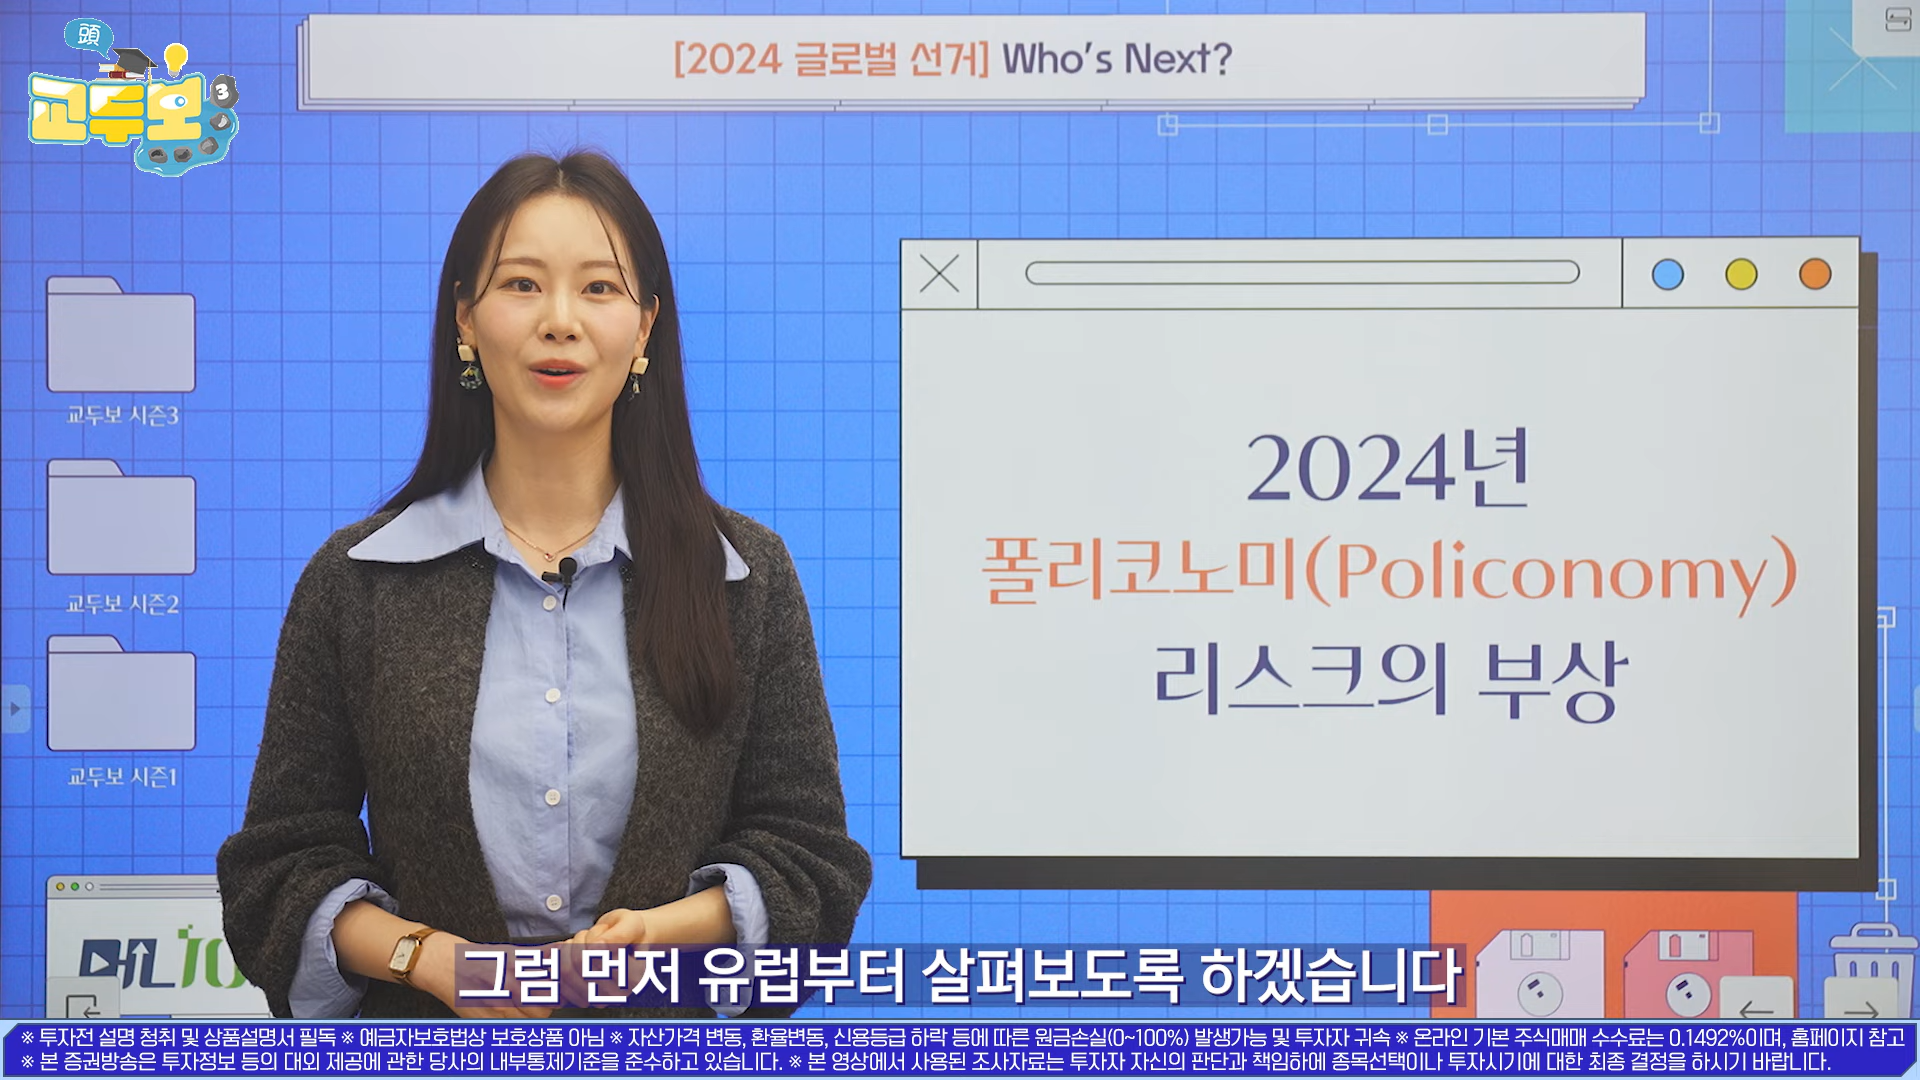 頭
교두보
3
[2024 글로벌 선거] Who's Next?
교두보 시즌3
교두보 시즌2
교두보 시즌1
2024년
폴리코노미(Policonomy)
리스크의 부상
그럼 먼저 유럽부터 살펴보도록 하겠습니다
※ 투자전 설명 청취 및 상품설명서 필독 ※ 예금자보호법상 보호상품 아님 ※ 자산가격 변동, 환율변동, 신용등급 하락 등에 따른 원금손실(0~100%) 발생가능 및 투자자 귀속 ※ 온라인 기본 주식매매 수수료는 0.1492%이며, 홈페이지 참고
※ 본 증권방송은 투자정보 등의 대외 제공에 관한 당사의 내부통제기준을 준수하고 있습니다. ※ 본 영상에서 사용된 조사자료는 투자자 자신의 판단과 책임하에 종목선택이나 투자시기에 대한 최종 결정을 하시기 바랍니다.